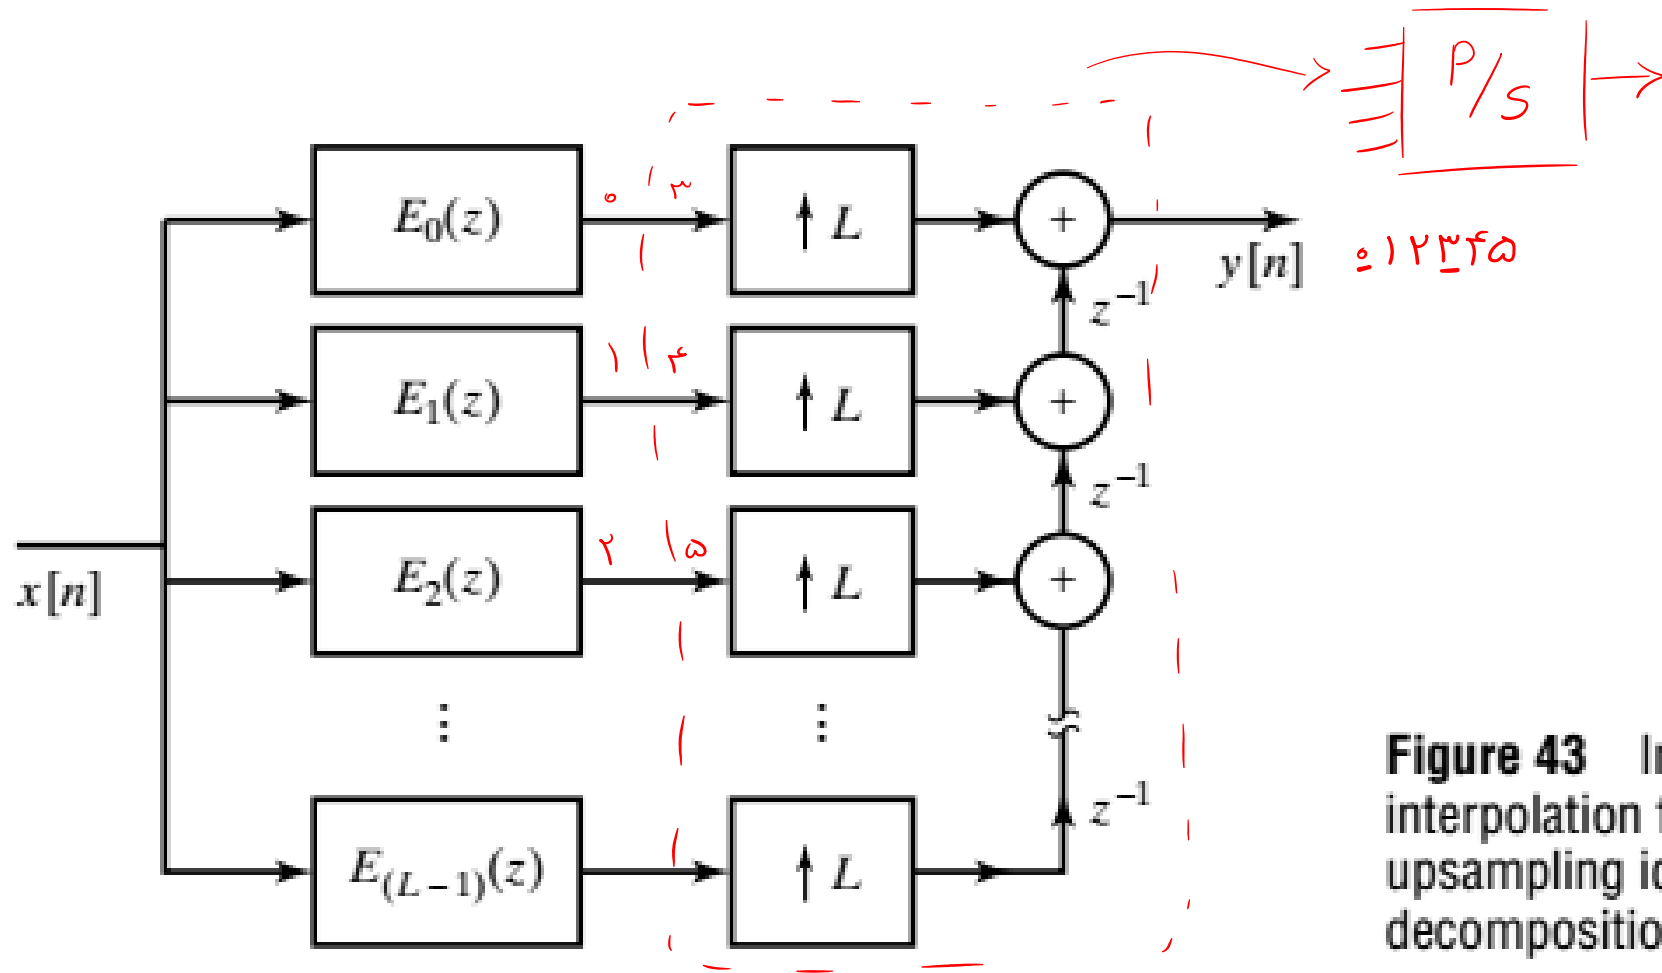 P/S
E₀(z) ۰ ۳ ↑ L +
y[n] ۰۱۲۳۴۵
z⁻¹
E₁(z) ۱ ۴ ↑ L +
z⁻¹
E₂(z) ۲ ۵ ↑ L +
x[n]
⋮ ⋮
z⁻¹
E₍L₋₁₎(z) ↑ L
Figure 43
interpolation
upsampling
decompositio